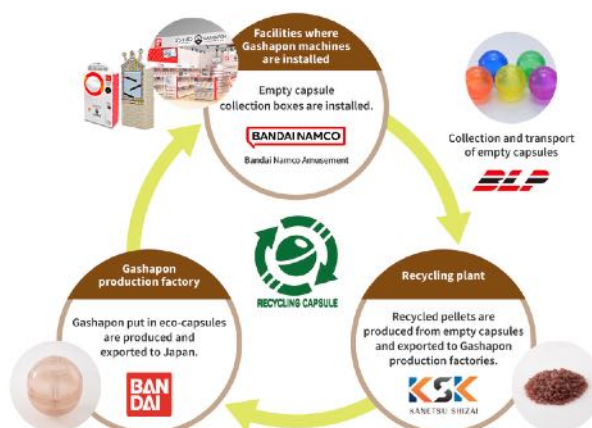 Facilities where
Gashapon machines
are installed
Empty capsule
collection boxes are installed.
BANDAI NAMCO
Bandai Namco Amusement
Collection and transport
of empty capsules
BLP
Gashapon
production factory
Gashapon put in eco-capsules
are produced and
exported to Japan.
BAN
DAI
RECYCLING CAPSULE
Recycling plant
Recycled pellets are
produced from empty capsules
and exported to Gashapon
production factories.
KSK
KANETSU SHIZAI